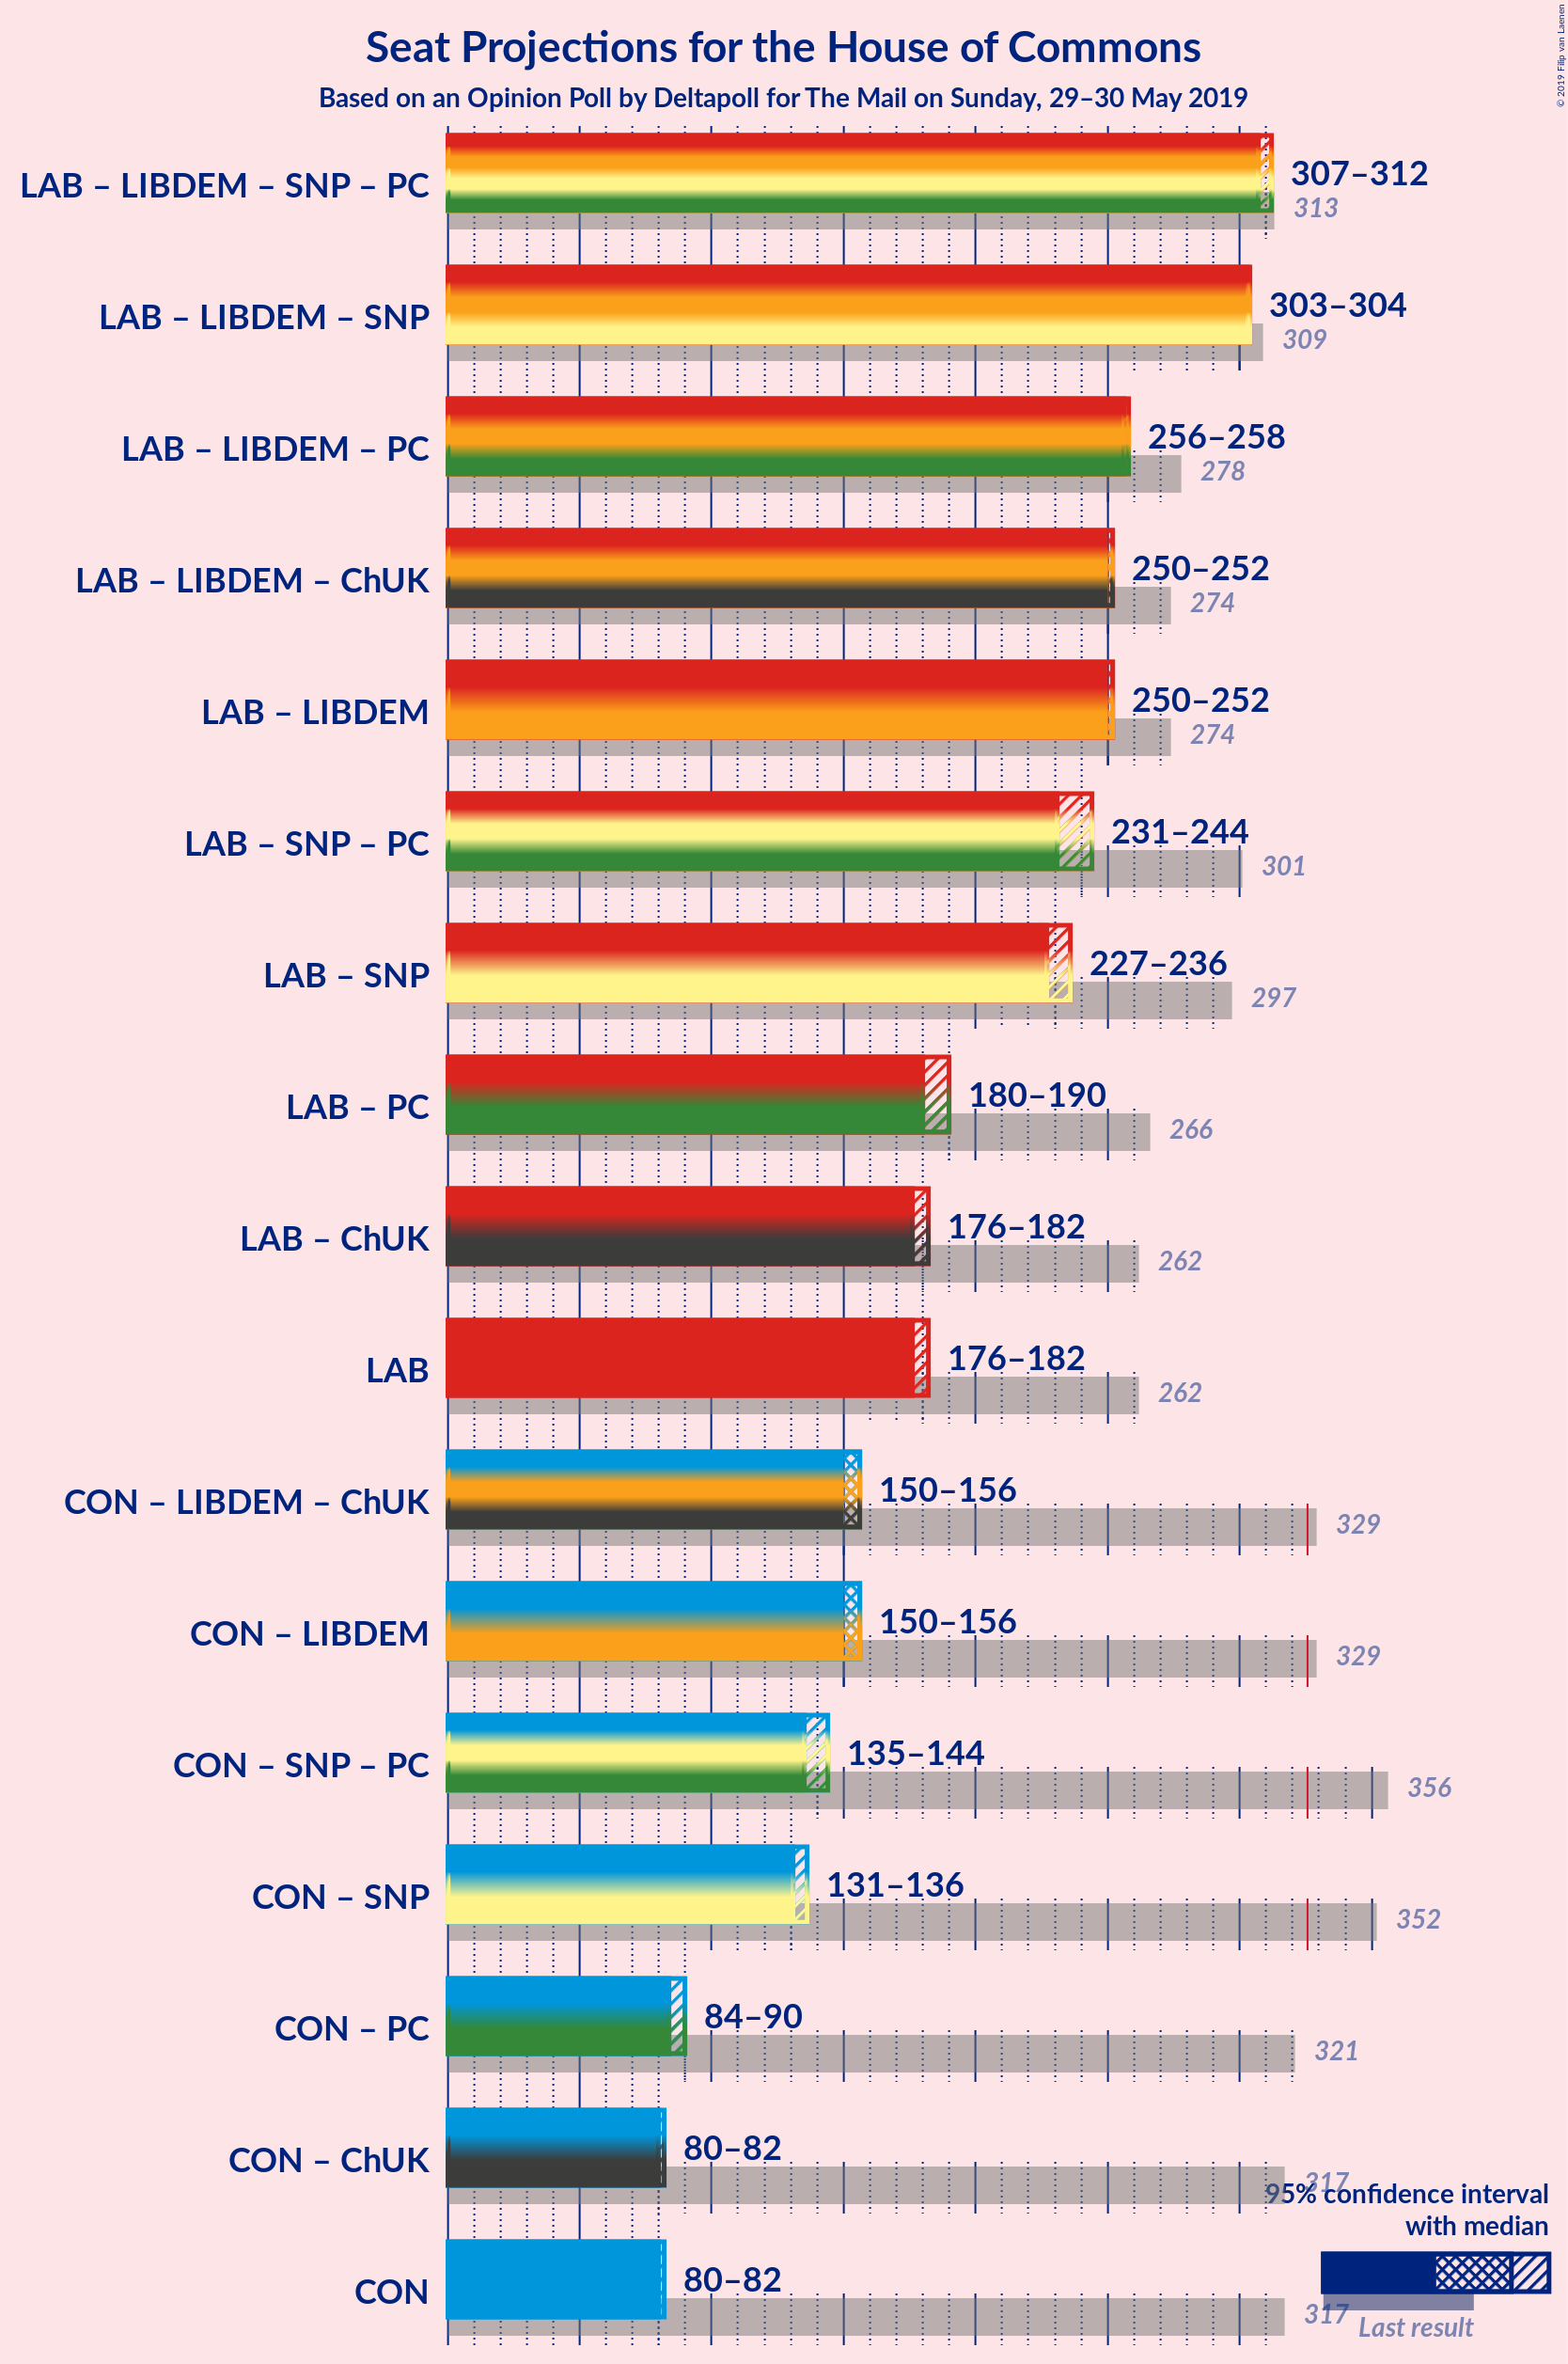 © 2019 Filip van Laenen
Seat Projections for the House of Commons
Based on an Opinion Poll by Deltapoll for The Mail on Sunday, 29–30 May 2019
LAB – LIBDEM – SNP – PC
307–312
313
LAB – LIBDEM – SNP
303–304
309
LAB – LIBDEM – PC
256–258
278
LAB – LIBDEM – ChUK
250–252
274
LAB – LIBDEM
250–252
274
LAB – SNP – PC
231–244
301
LAB – SNP
227–236
297
LAB – PC
180–190
266
LAB – ChUK
176–182
262
LAB
176–182
262
CON – LIBDEM – ChUK
150–156
329
CON – LIBDEM
150–156
329
CON – SNP – PC
135–144
356
CON – SNP
131–136
352
CON – PC
84–90
321
CON – ChUK
80–82
317
CON
80–82
317
95% confidence interval
with median
Last result